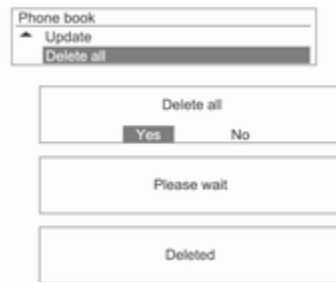 Phone book
Update
Delete all
Delete all
Yes No
Please wait
Deleted